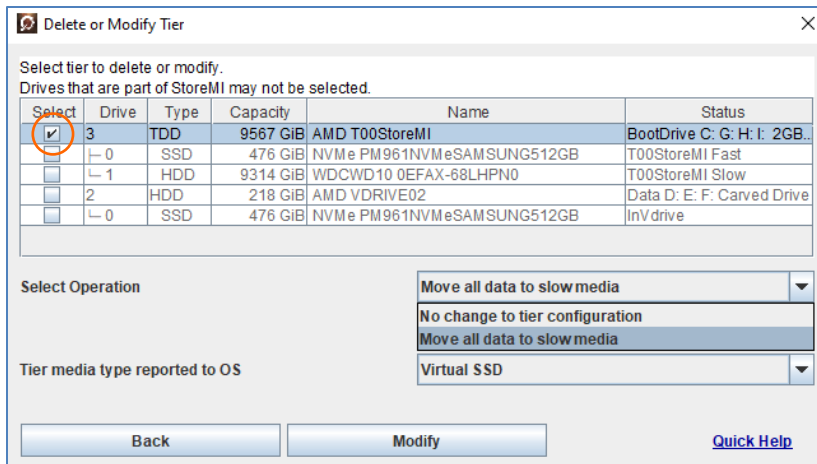 Delete or Modify Tier
Select tier to delete or modify.
Drives that are part of StoreMI may not be selected.
Select Drive Type Capacity Name Status
3 TDD 9567 GiB AMD T00StoreMI BootDrive C: G: H: I: 2GB..
0 SSD 476 GiB NVMe PM961NVMeSAMSUNG512GB T00StoreMI Fast
1 HDD 9314 GiB WDCWD10 0EFAX-68LHPN0 T00StoreMI Slow
2 HDD 218 GiB AMD VDRIVE02 Data D: E: F: Carved Drive
0 SSD 476 GiB NVMe PM961NVMeSAMSUNG512GB InVdrive
Select Operation Move all data to slow media
No change to tier configuration
Move all data to slow media
Tier media type reported to OS Virtual SSD
Back Modify Quick Help